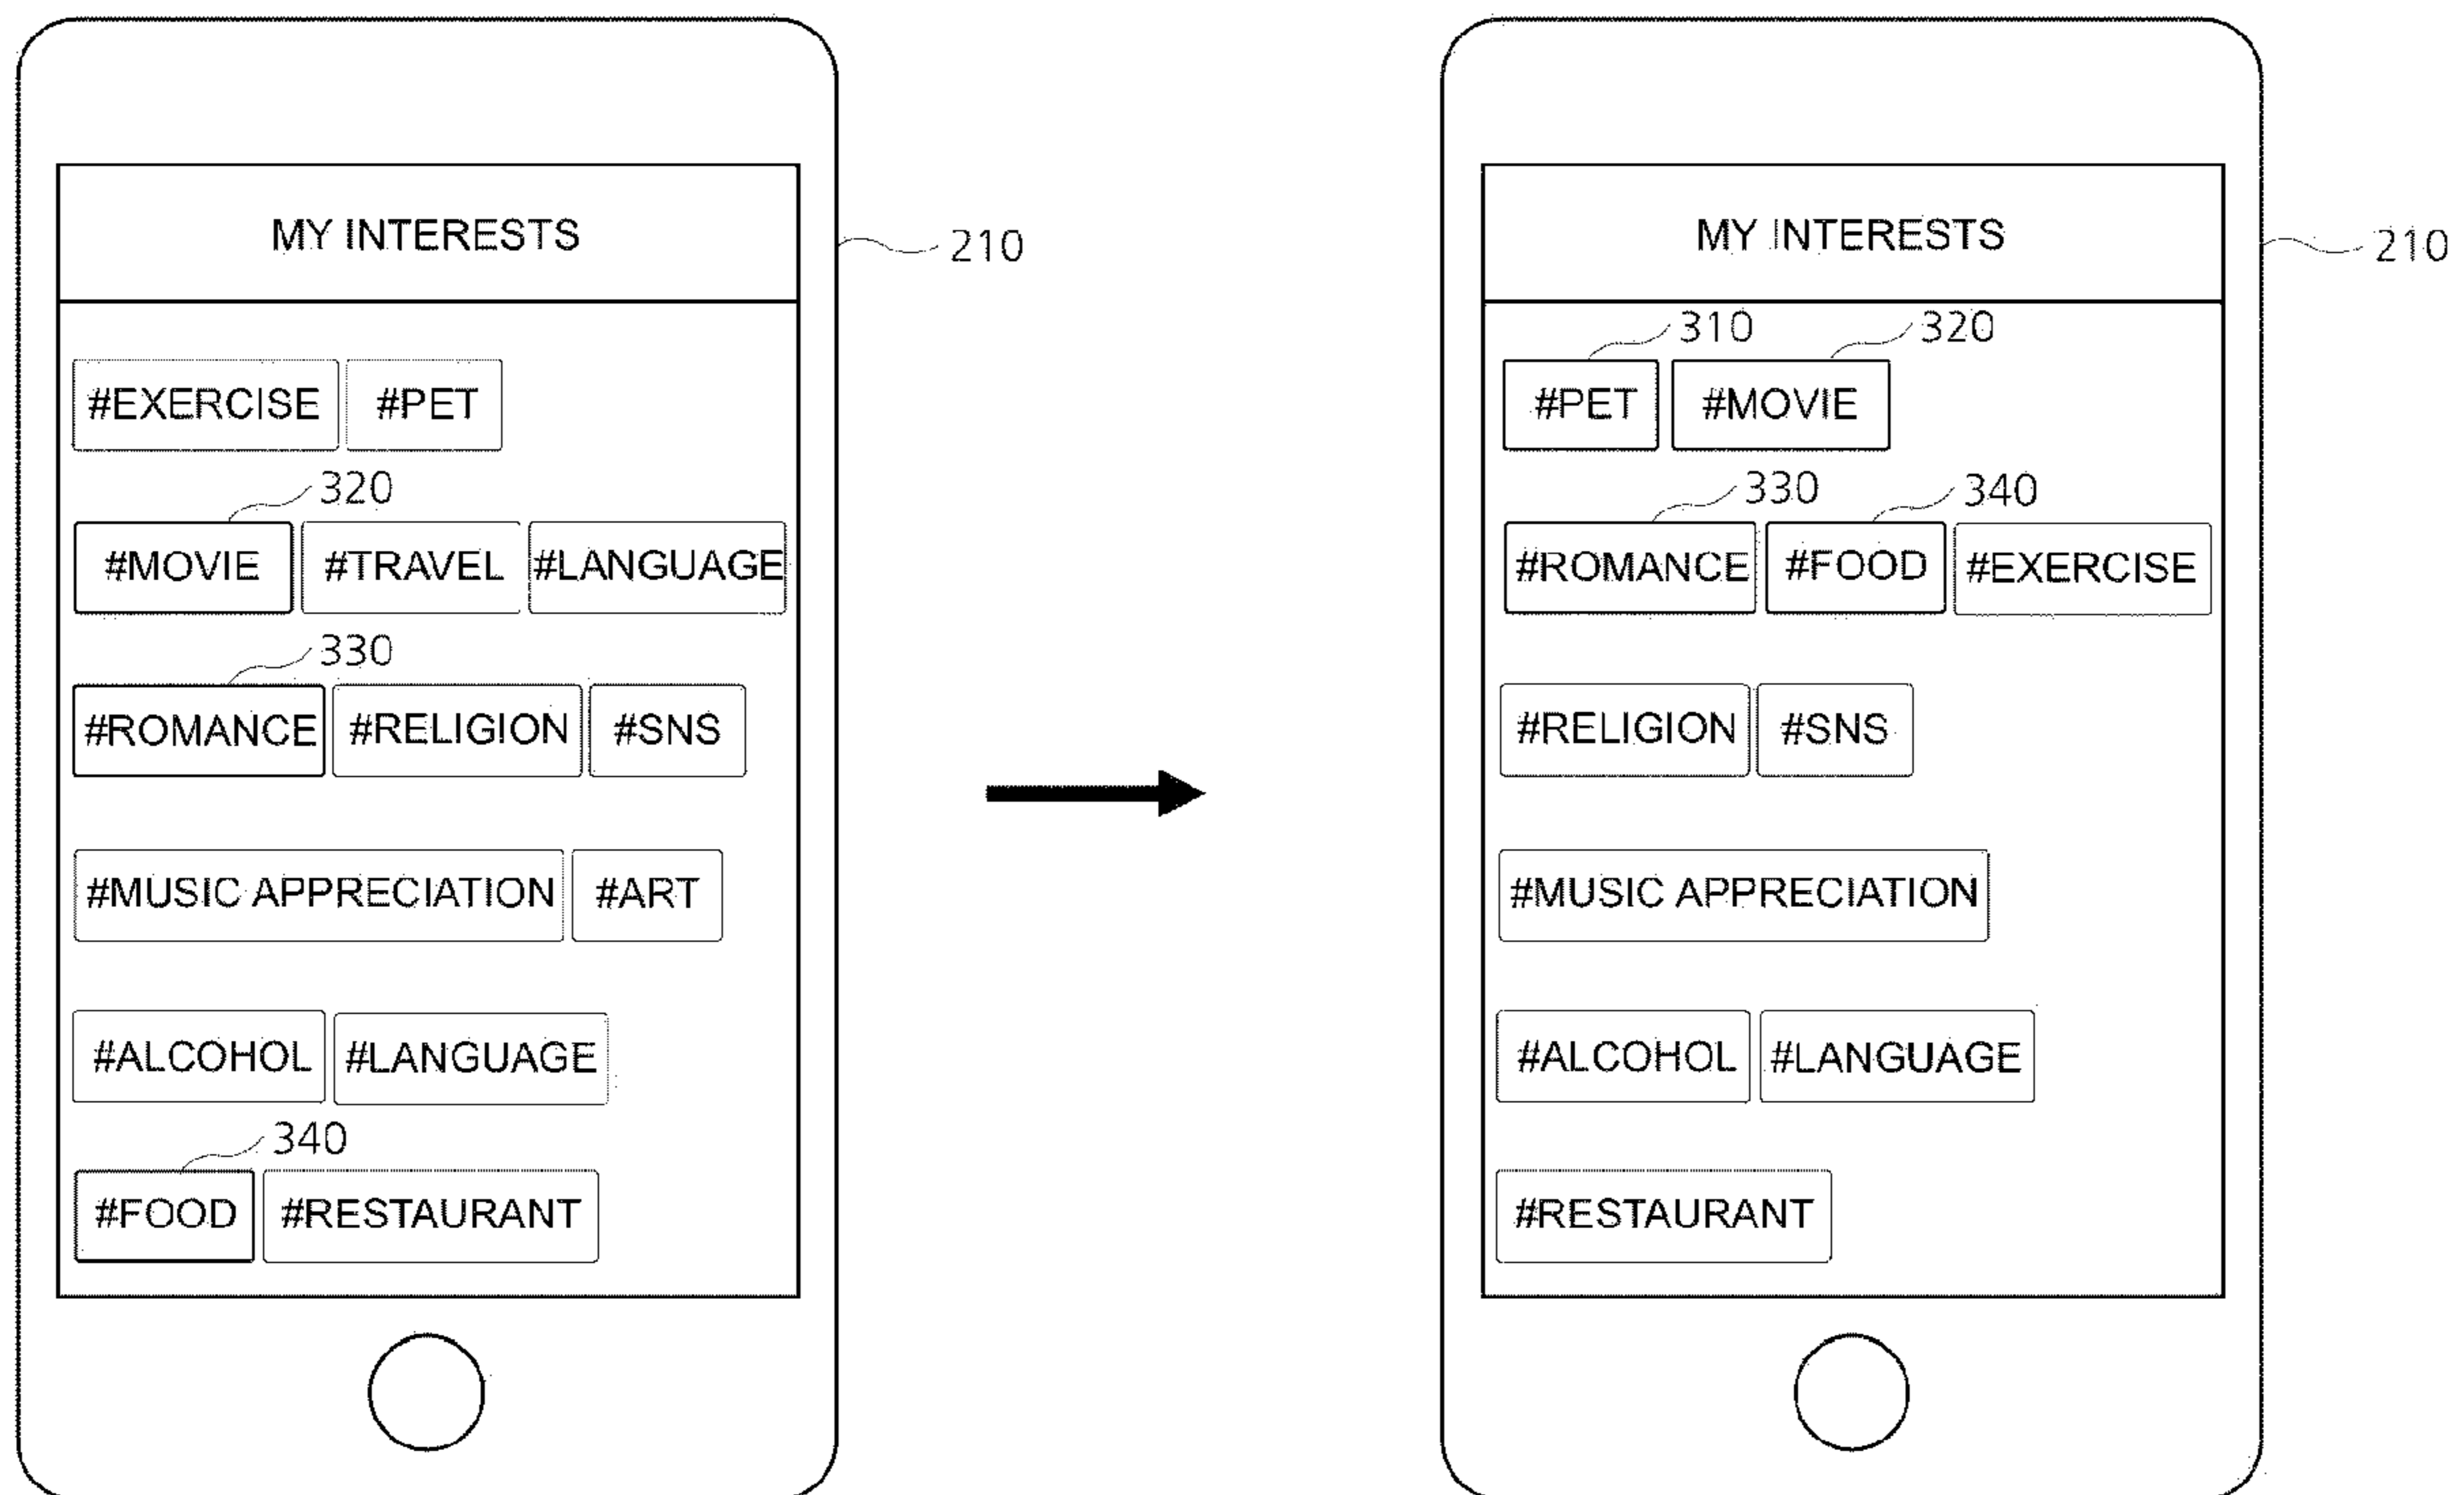 MY INTERESTS
210
#EXERCISE #PET
320
#MOVIE #TRAVEL #LANGUAGE
330
#ROMANCE #RELIGION #SNS
#MUSIC APPRECIATION #ART
#ALCOHOL #LANGUAGE
340
#FOOD #RESTAURANT
MY INTERESTS
210
310 320
#PET #MOVIE
330 340
#ROMANCE #FOOD #EXERCISE
#RELIGION #SNS
#MUSIC APPRECIATION
#ALCOHOL #LANGUAGE
#RESTAURANT